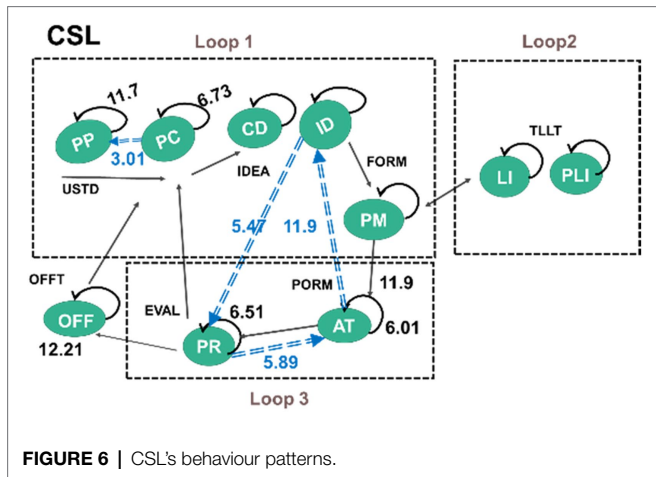 CSL
Loop 1
Loop2
11.7
6.73
PP
PC
CD
ID
3.01
USTD
IDEA
FORM
TLLT
LI
PLI
PM
5.47
11.9
OFFT
EVAL
PORM
11.9
OFF
12.21
6.51
PR
AT
6.01
5.89
Loop 3
FIGURE 6 | CSL's behaviour patterns.